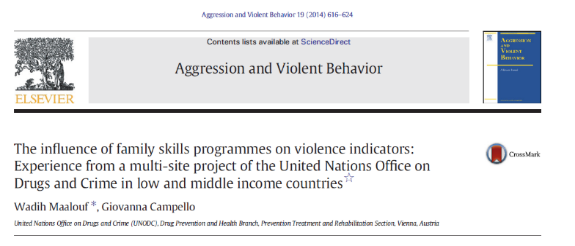 Aggression and Violent Behavior 19 (2014) 616–624
Contents lists available at ScienceDirect
Aggression and Violent Behavior
ELSEVIER
AGGRESSION
AND
VIOLENT
BEHAVIOR
The influence of family skills programmes on violence indicators:
Experience from a multi-site project of the United Nations Office on
Drugs and Crime in low and middle income countries☆
CrossMark
Wadih Maalouf *, Giovanna Campello
United Nations Office on Drugs and Crime (UNODC), Drug Prevention and Health Branch, Prevention Treatment and Rehabilitation Section, Vienna, Austria